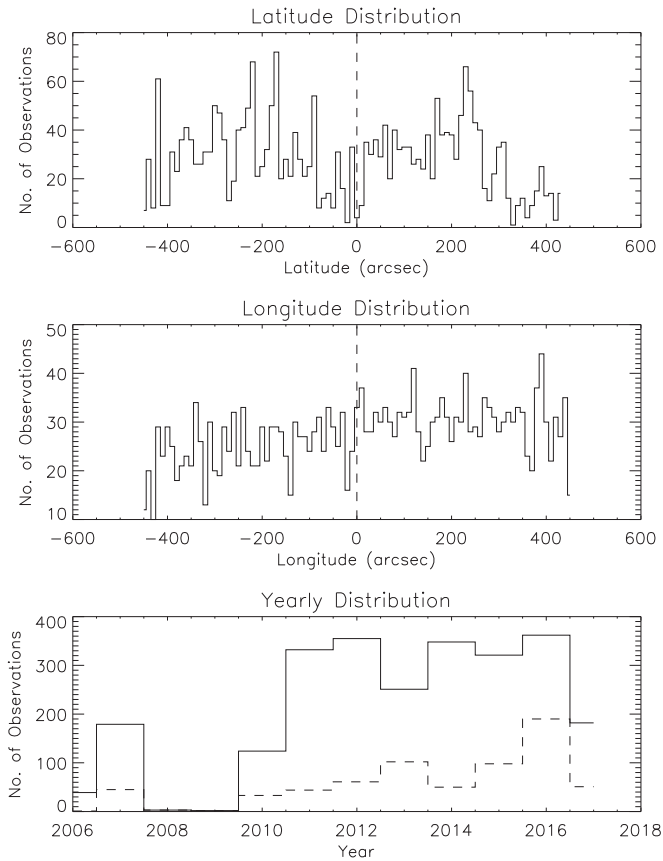 Latitude Distribution
No. of Observations
80
60
40
20
0
−600 −400 −200 0 200 400 600
Latitude (arcsec)
Longitude Distribution
No. of Observations
50
40
30
20
10
−600 −400 −200 0 200 400 600
Longitude (arcsec)
Yearly Distribution
No. of Observations
400
300
200
100
0
2006 2008 2010 2012 2014 2016 2018
Year